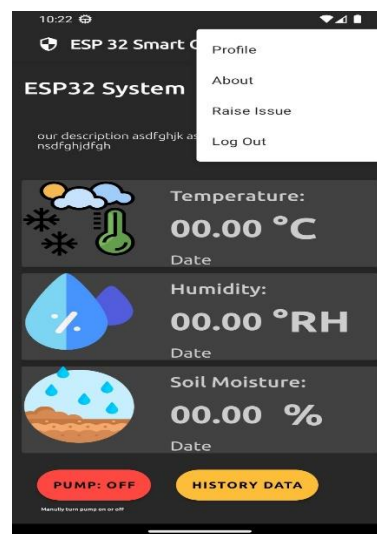 10:22
ESP 32 Smart
Profile
About
Raise Issue
Log Out
ESP32 System
our description asdfghjk as
nsdfghjdfgh
Temperature:
00.00 °C
Date
Humidity:
00.00 °RH
Date
Soil Moisture:
00.00 %
Date
PUMP: OFF
HISTORY DATA
Manully turn pump on or off